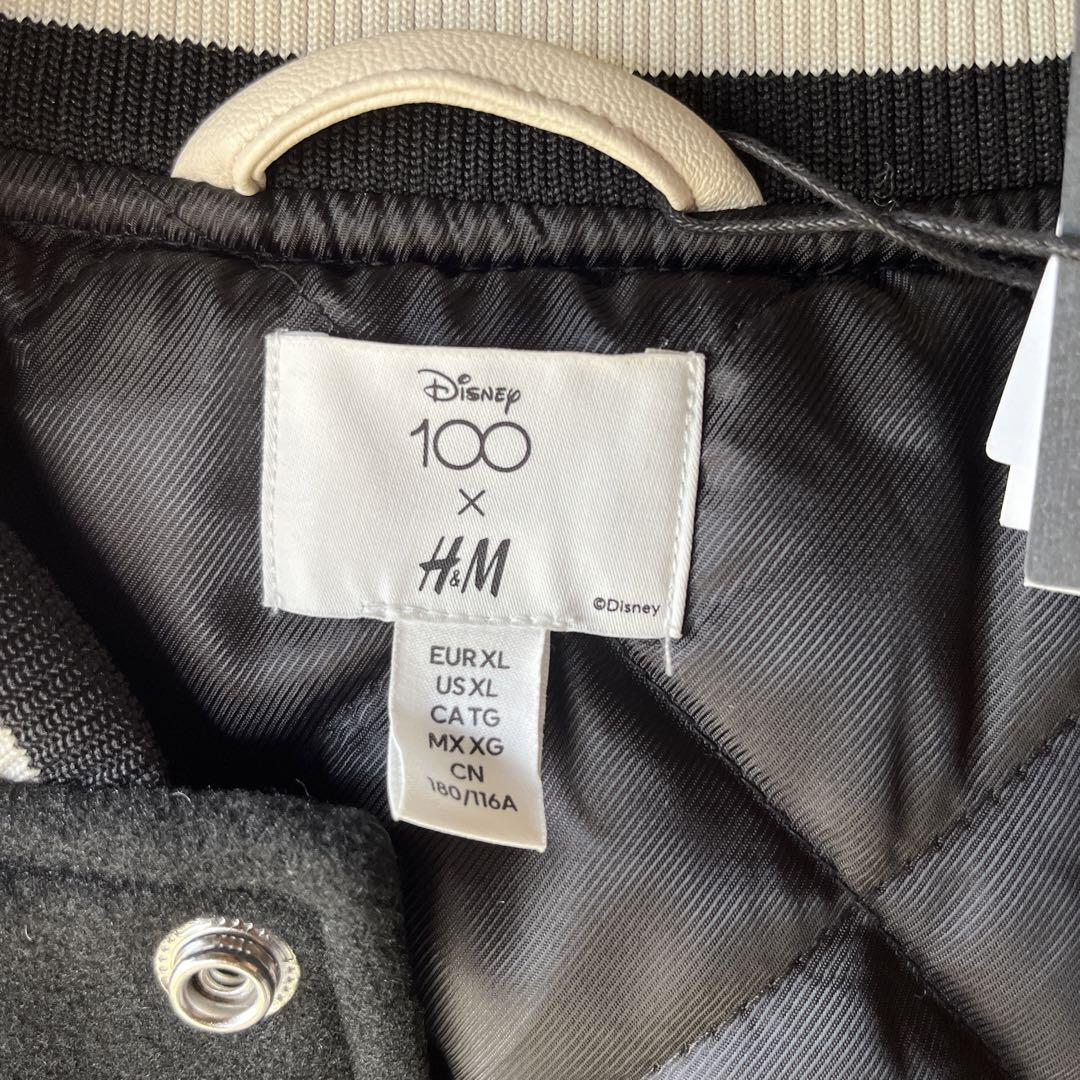 Disney
100
×
H&M
©Disney
EUR XL
US XL
CA TG
MX XG
CN
180/116A